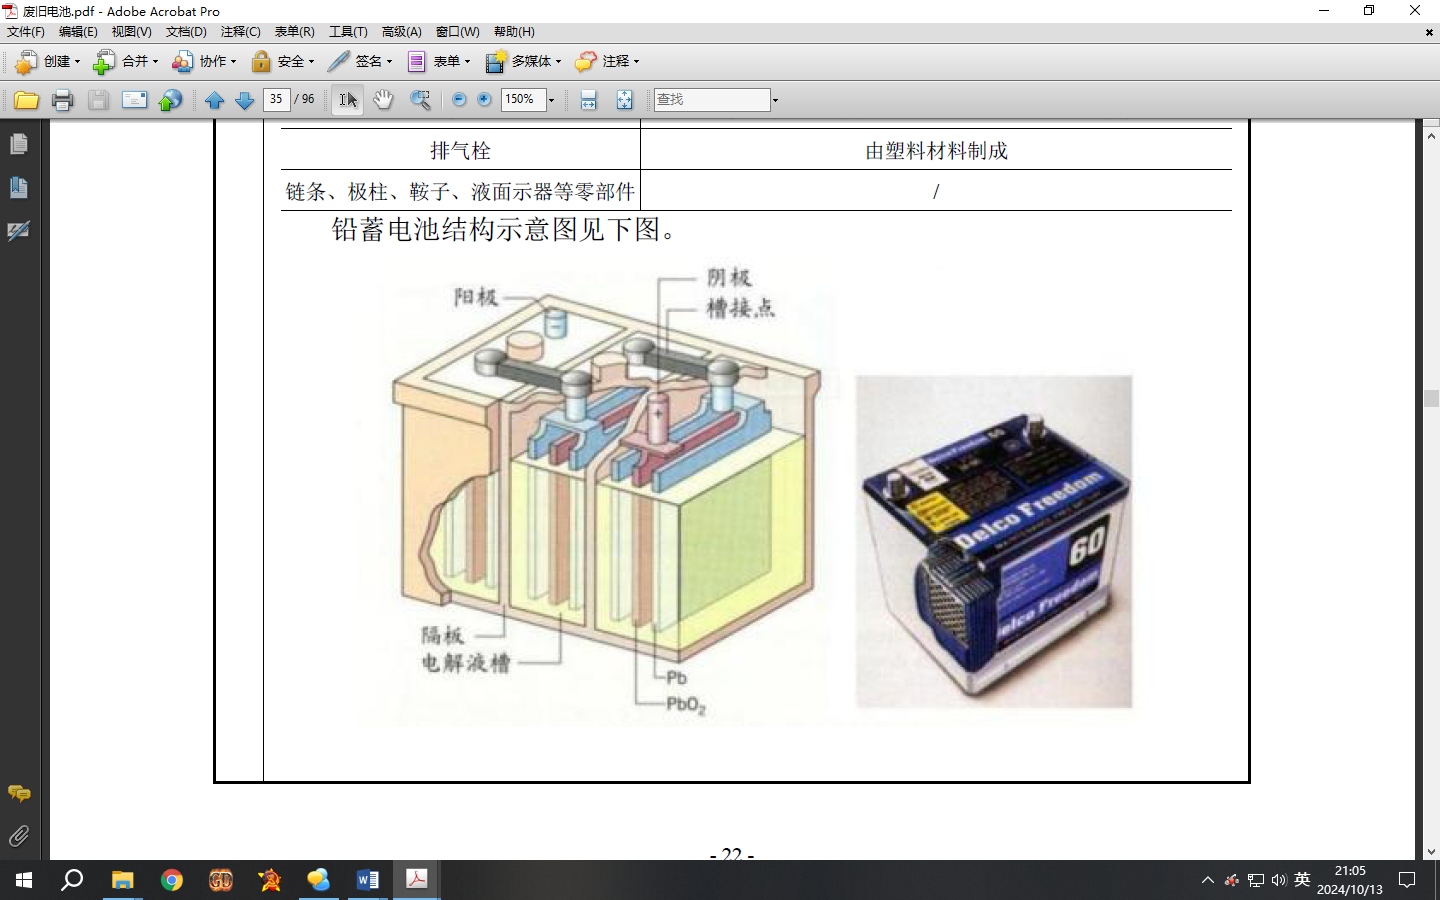 废旧电池.pdf - Adobe Acrobat Pro
文件(F) 编辑(E) 视图(V) 文档(D) 注释(C) 表单(R) 工具(T) 高级(A) 窗口(W) 帮助(H)
创建 合并 协作 安全 签名 表单 多媒体 注释
35 / 96 150% 查找
排气栓 由塑料材料制成
链条、极柱、鞍子、液面示器等零部件 /
铅蓄电池结构示意图见下图。
阳极
阴极
槽接点
隔板
电解液槽
Pb
PbO₂
60
Delco Freedom
60
Delco Freedom
- 22 -
英
21:05
2024/10/13